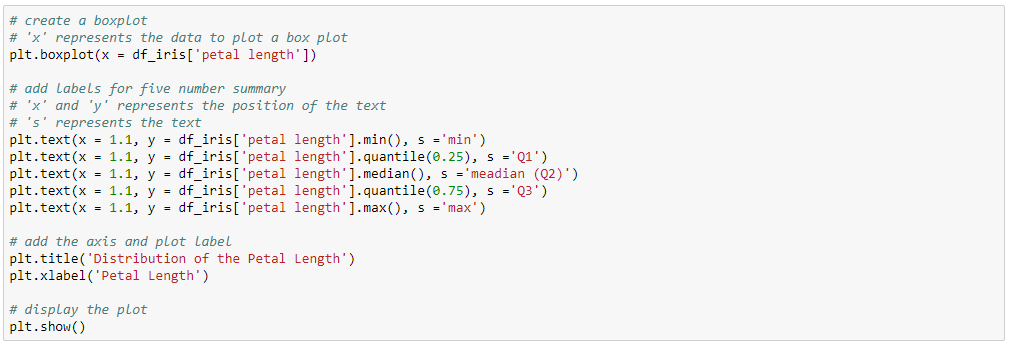 # create a boxplot
# 'x' represents the data to plot a box plot
plt.boxplot(x = df_iris['petal length'])
# add labels for five number summary
# 'x' and 'y' represents the position of the text
# 's' represents the text
plt.text(x = 1.1, y = df_iris['petal length'].min(), s ='min')
plt.text(x = 1.1, y = df_iris['petal length'].quantile(0.25), s ='Q1')
plt.text(x = 1.1, y = df_iris['petal length'].median(), s ='meadian (Q2)')
plt.text(x = 1.1, y = df_iris['petal length'].quantile(0.75), s ='Q3')
plt.text(x = 1.1, y = df_iris['petal length'].max(), s ='max')
# add the axis and plot label
plt.title('Distribution of the Petal Length')
plt.xlabel('Petal Length')
# display the plot
plt.show()